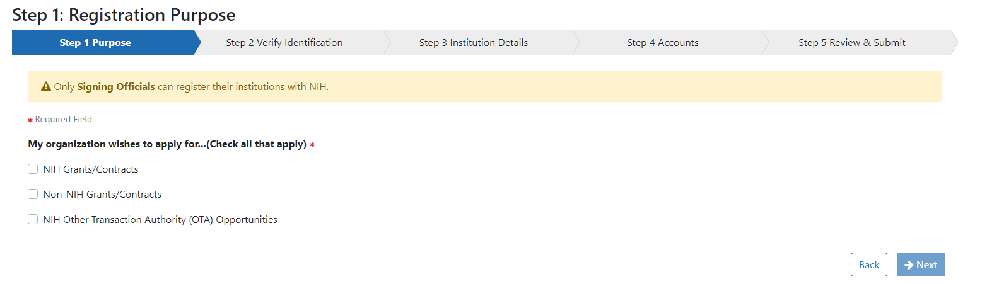 Step 1: Registration Purpose
Step 1 Purpose
Step 2 Verify Identification
Step 3 Institution Details
Step 4 Accounts
Step 5 Review & Submit
Only Signing Officials can register their institutions with NIH.
* Required Field
My organization wishes to apply for...(Check all that apply) *
NIH Grants/Contracts
Non-NIH Grants/Contracts
NIH Other Transaction Authority (OTA) Opportunities
Back
Next